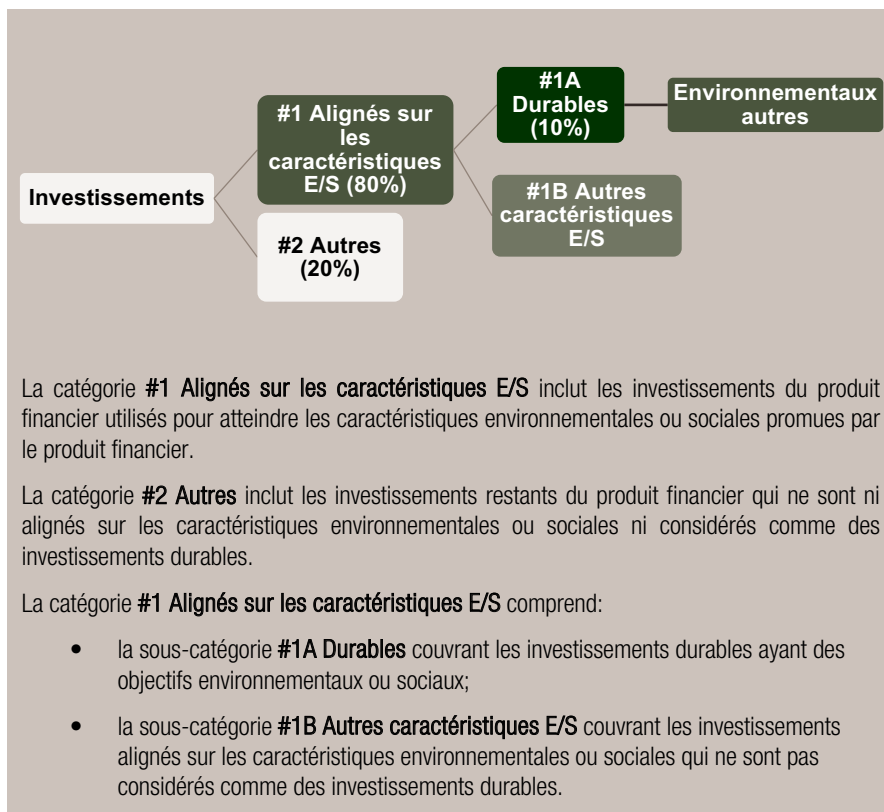 #1A
Durables
(10%)
Environnementaux
autres
#1 Alignés sur
les
caractéristiques
E/S (80%)
Investissements
#1B Autres
caractéristiques
E/S
#2 Autres
(20%)
La catégorie #1 Alignés sur les caractéristiques E/S inclut les investissements du produit
financier utilisés pour atteindre les caractéristiques environnementales ou sociales promues par
le produit financier.
La catégorie #2 Autres inclut les investissements restants du produit financier qui ne sont ni
alignés sur les caractéristiques environnementales ou sociales ni considérés comme des
investissements durables.
La catégorie #1 Alignés sur les caractéristiques E/S comprend:
• la sous-catégorie #1A Durables couvrant les investissements durables ayant des
objectifs environnementaux ou sociaux;
• la sous-catégorie #1B Autres caractéristiques E/S couvrant les investissements
alignés sur les caractéristiques environnementales ou sociales qui ne sont pas
considérés comme des investissements durables.